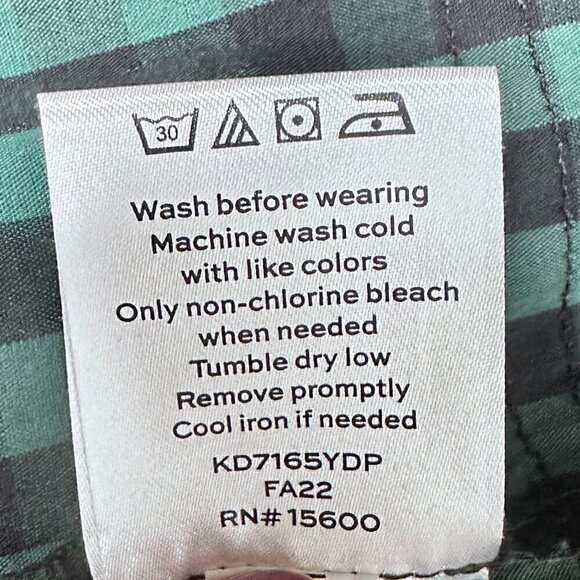 30
Wash before wearing
Machine wash cold
with like colors
Only non-chlorine bleach
when needed
Tumble dry low
Remove promptly
Cool iron if needed
KD7165YDP
FA22
RN# 15600